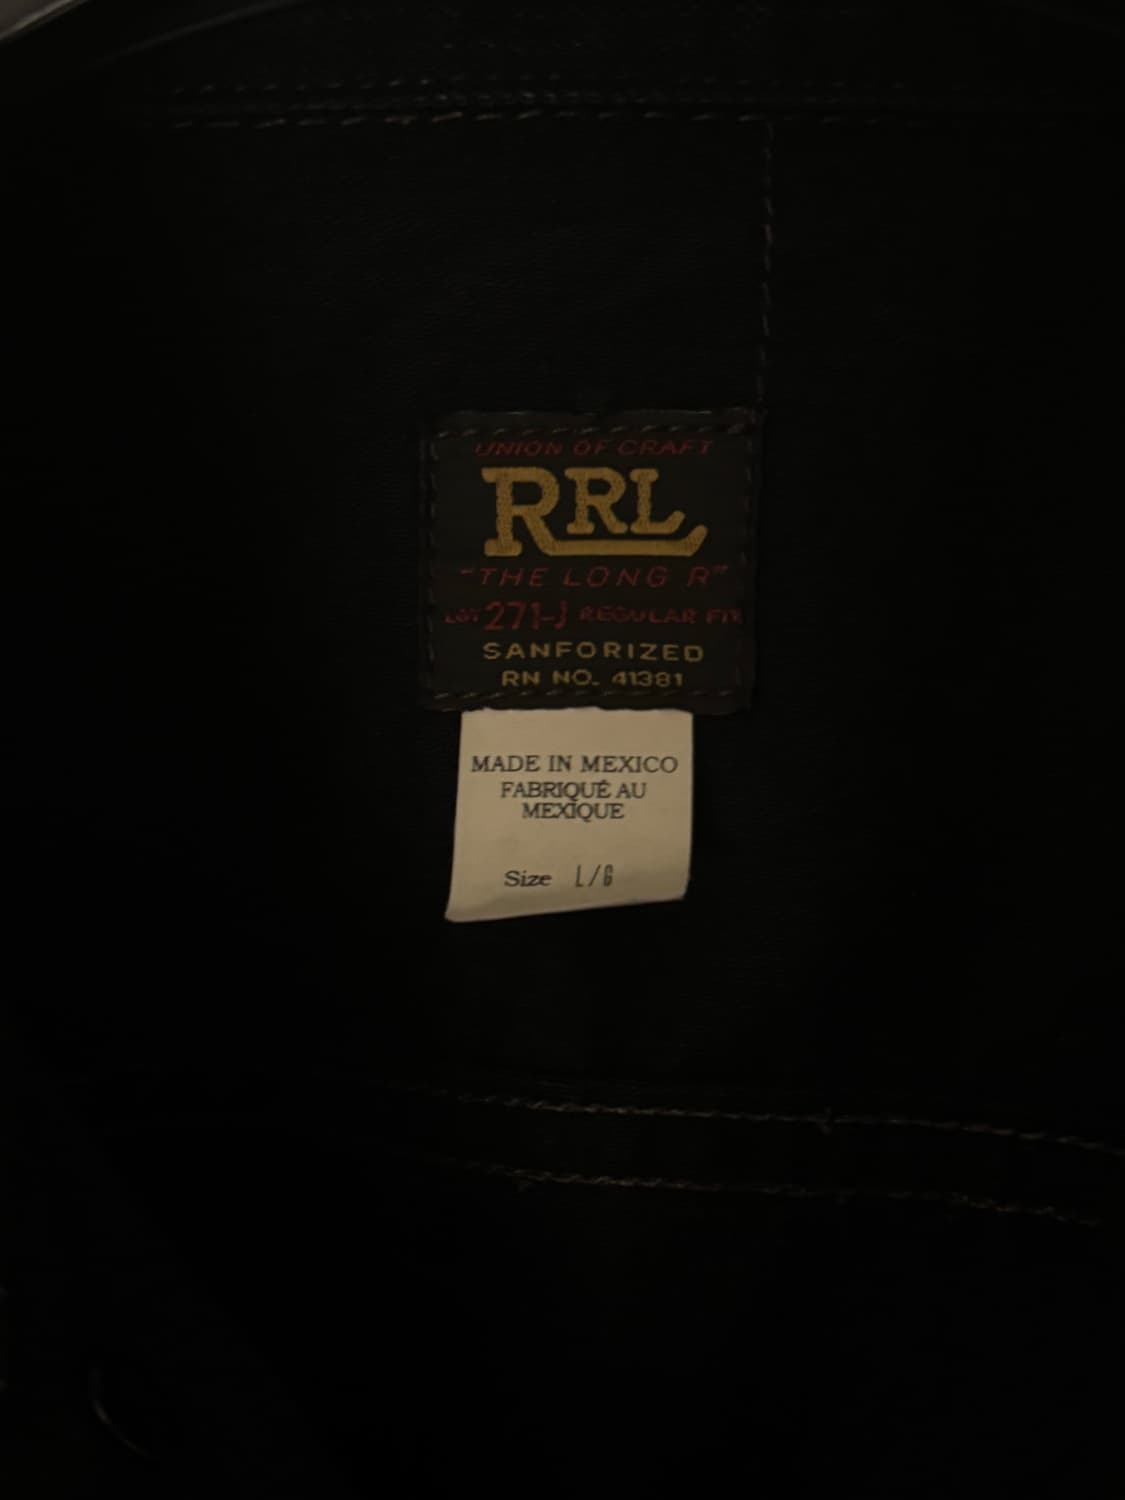 UNION OF CRAFT
RRL
"THE LONG R"
LOT 271-J REGULAR FIT
SANFORIZED
RN NO. 41381
MADE IN MEXICO
FABRIQUÉ AU
MEXIQUE
Size L/G